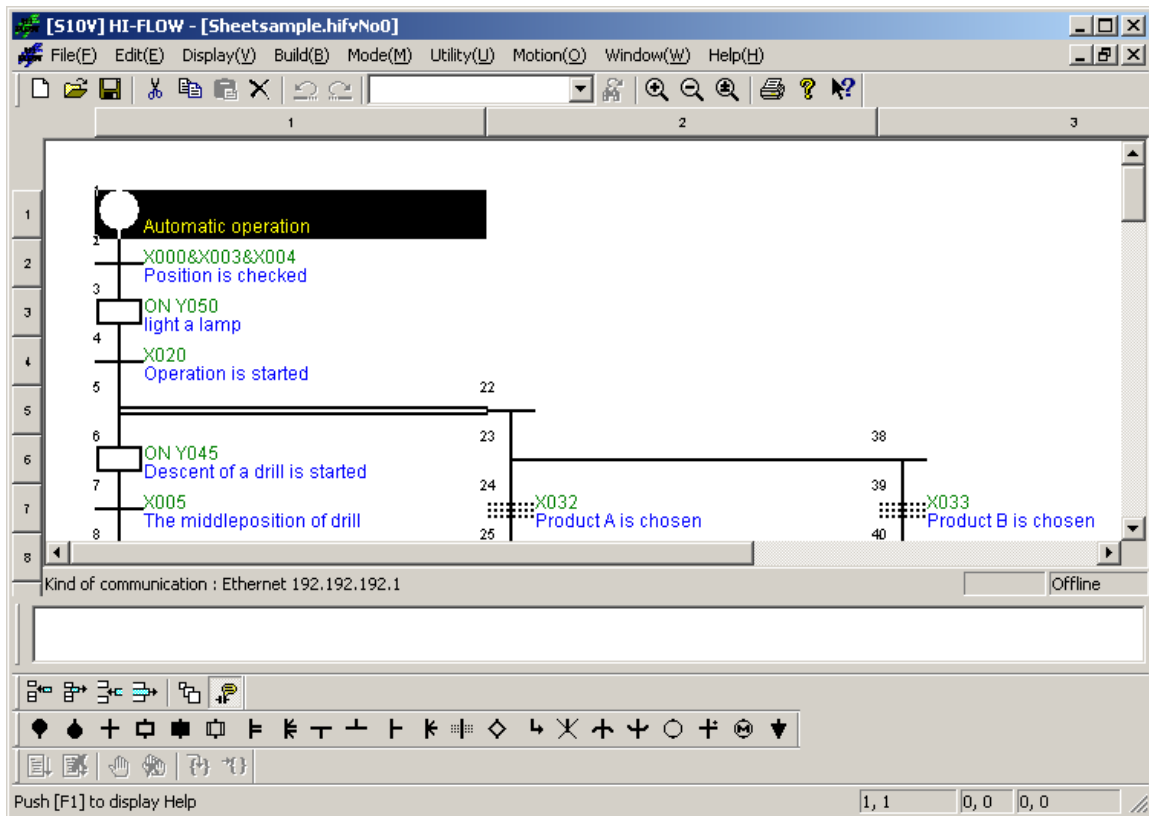 [S10V] HI-FLOW - [Sheetsample.hifvNo0]
File(F) Edit(E) Display(V) Build(B) Mode(M) Utility(U) Motion(O) Window(W) Help(H)
1 2 3
1
1
Automatic operation
2
2
X000&X003&X004
Position is checked
3
3
ON Y050
light a lamp
4
4
X020
Operation is started
5 22
5
6 23 38
6
ON Y045
Descent of a drill is started
7 24 39
7
X005 X032 X033
The middleposition of drill Product A is chosen Product B is chosen
8 25 40
8
Kind of communication : Ethernet 192.192.192.1 Offline
M
Push [F1] to display Help 1, 1 0, 0 0, 0